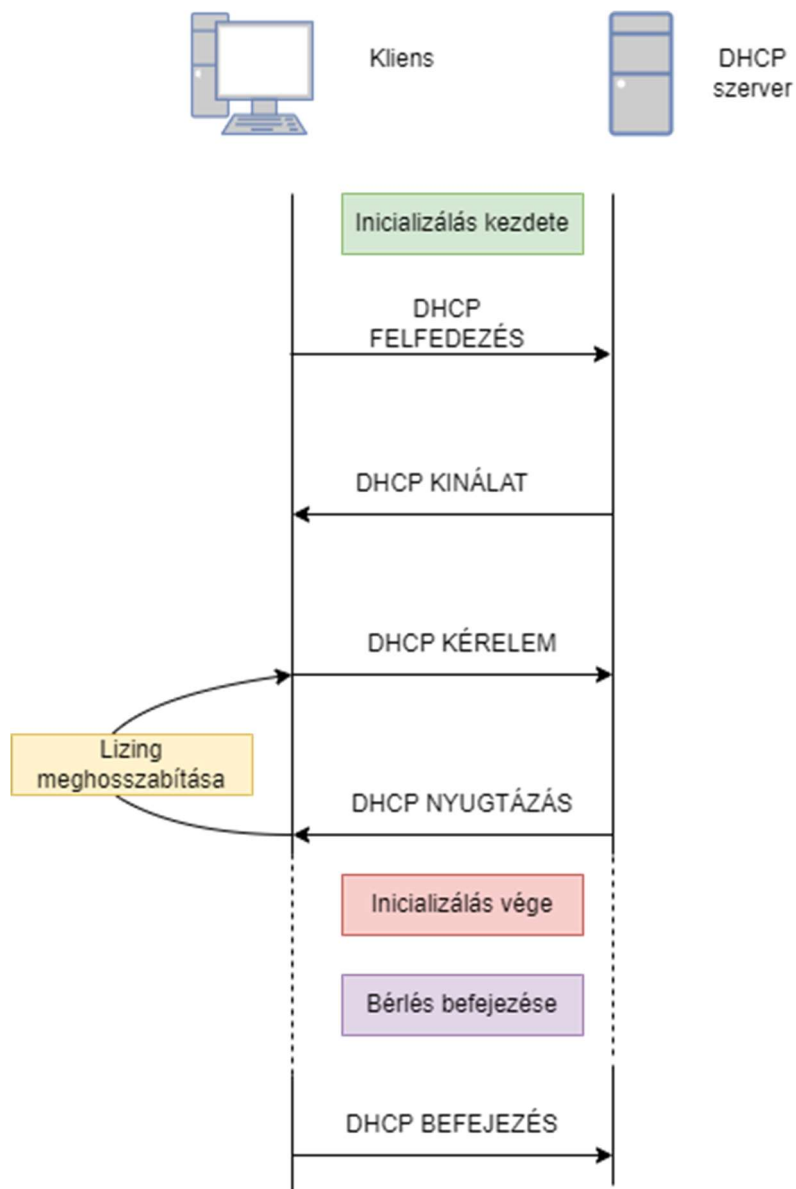 Kliens
DHCP
szerver
Inicializálás kezdete
DHCP
FELFEDEZÉS
DHCP KINÁLAT
DHCP KÉRELEM
Lizing
meghosszabítása
DHCP NYUGTÁZÁS
Inicializálás vége
Bérlés befejezése
DHCP BEFEJEZÉS